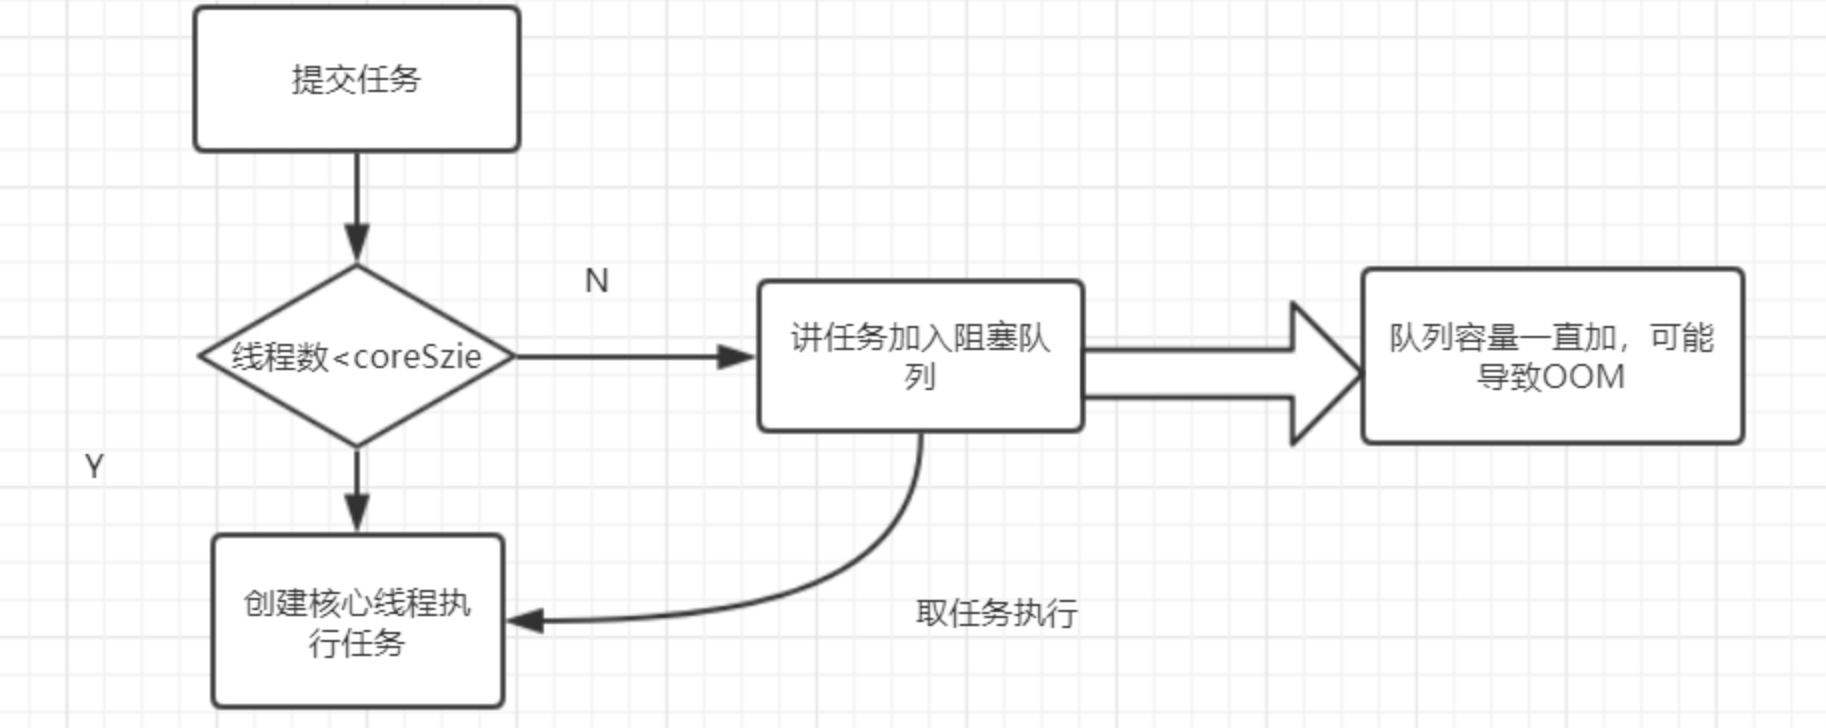 提交任务
N
线程数<coreSzie
讲任务加入阻塞队
列
队列容量一直加，可能
导致OOM
Y
创建核心线程执
行任务
取任务执行